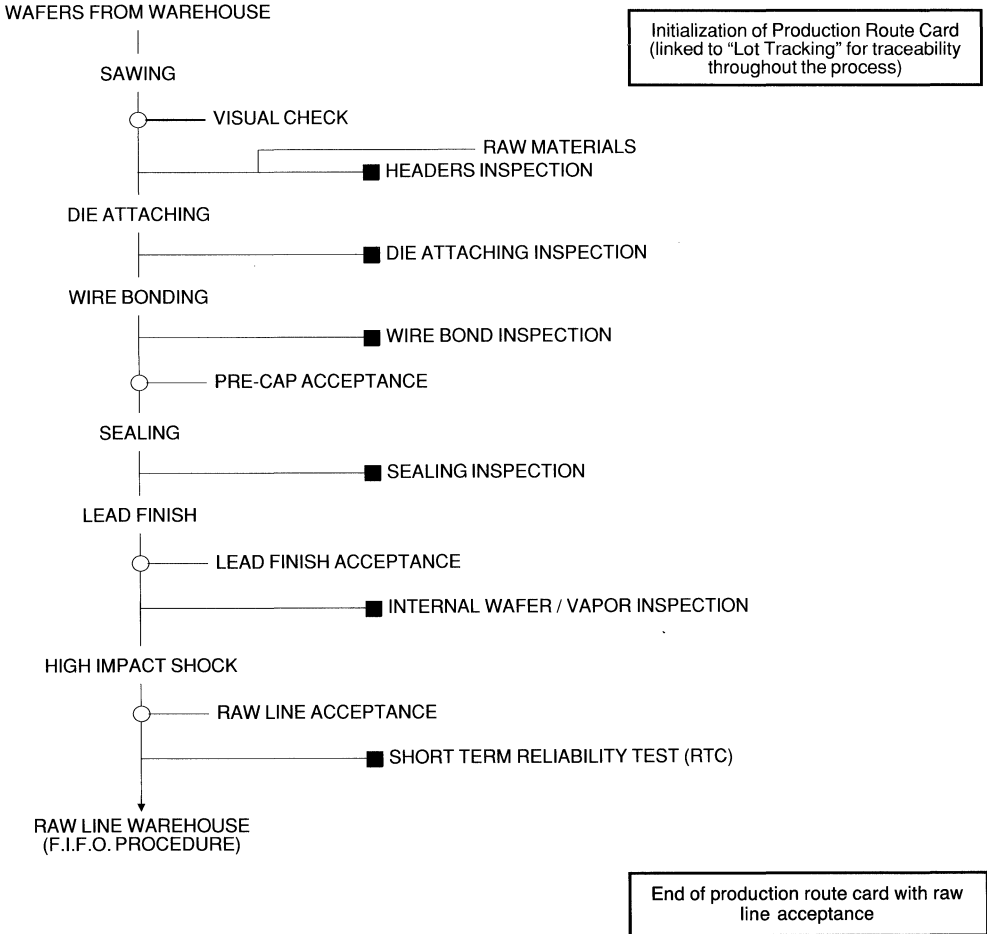 WAFERS FROM WAREHOUSE
Initialization of Production Route Card
(linked to “Lot Tracking” for traceability
throughout the process)
SAWING
VISUAL CHECK
RAW MATERIALS
HEADERS INSPECTION
DIE ATTACHING
DIE ATTACHING INSPECTION
WIRE BONDING
WIRE BOND INSPECTION
PRE-CAP ACCEPTANCE
SEALING
SEALING INSPECTION
LEAD FINISH
LEAD FINISH ACCEPTANCE
INTERNAL WAFER / VAPOR INSPECTION
HIGH IMPACT SHOCK
RAW LINE ACCEPTANCE
SHORT TERM RELIABILITY TEST (RTC)
RAW LINE WAREHOUSE
(F.I.F.O. PROCEDURE)
End of production route card with raw
line acceptance